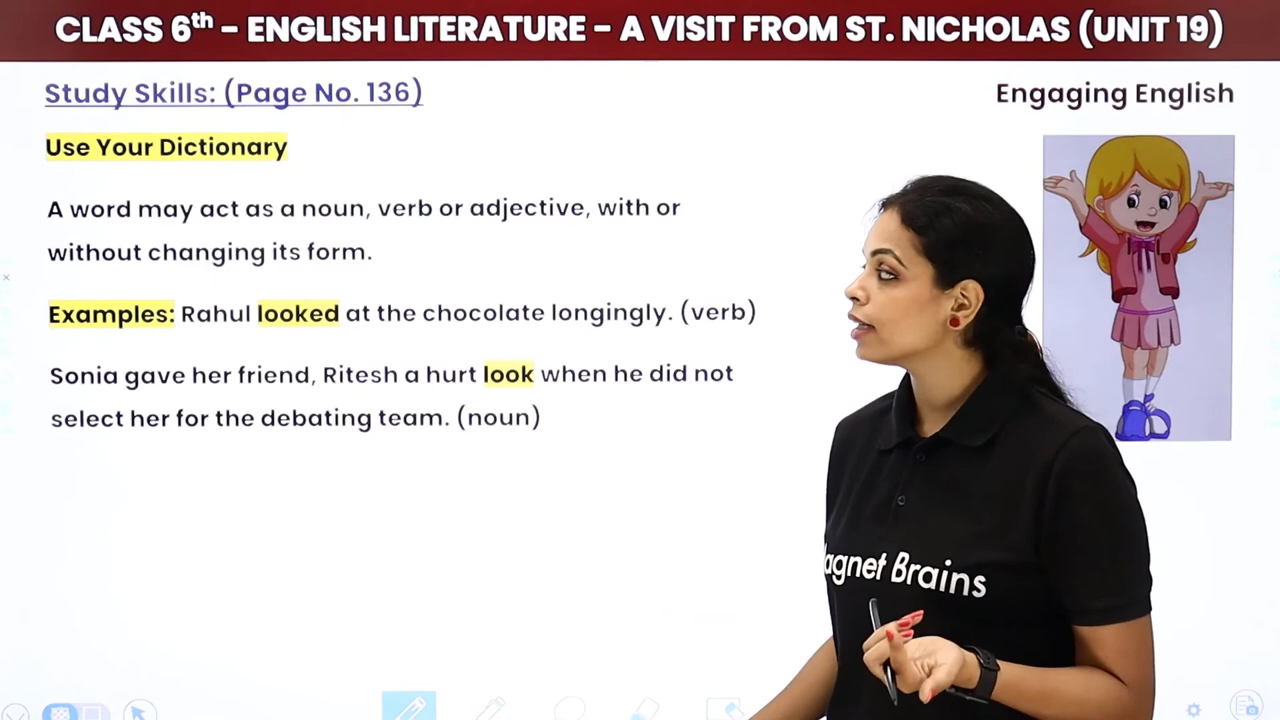 CLASS 6th – ENGLISH LITERATURE – A VISIT FROM ST. NICHOLAS (UNIT 19)
Study Skills: (Page No. 136)
Engaging English
Use Your Dictionary
A word may act as a noun, verb or adjective, with or
without changing its form.
Examples: Rahul looked at the chocolate longingly. (verb)
Sonia gave her friend, Ritesh a hurt look when he did not
select her for the debating team. (noun)
agnet Brains